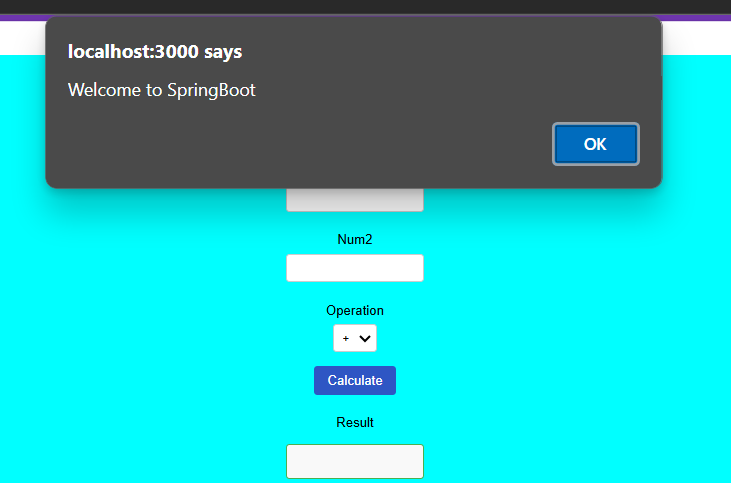 localhost:3000 says
Welcome to SpringBoot
OK
Num2
Operation
+
Calculate
Result